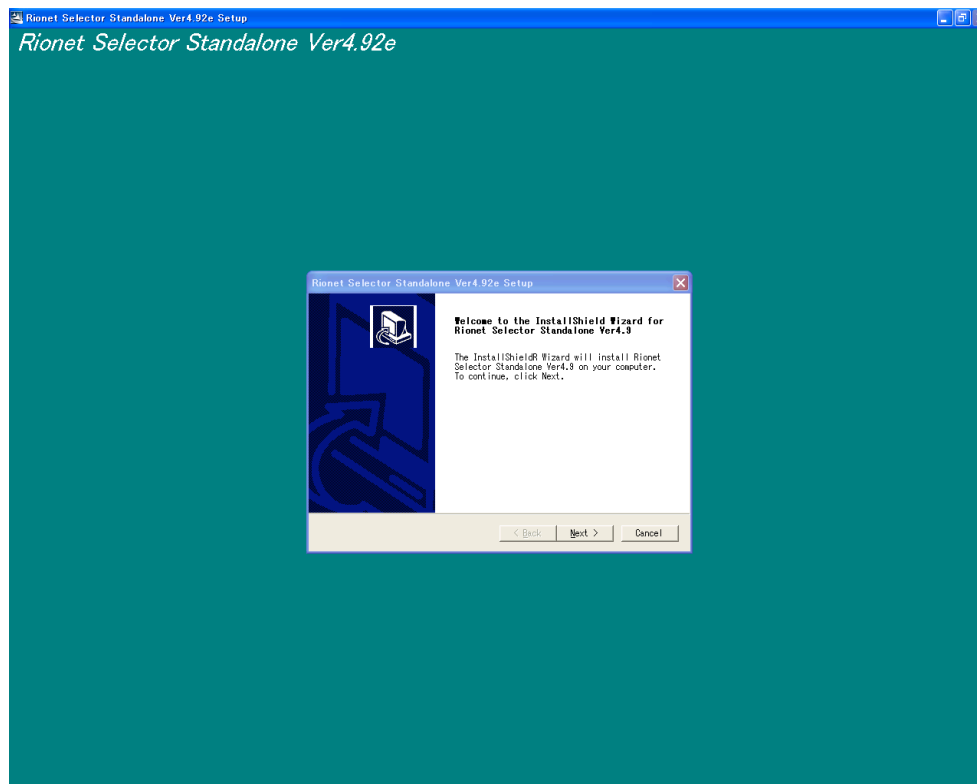 Rionet Selector Standalone Ver4.92e Setup
Rionet Selector Standalone Ver4.92e
Rionet Selector Standalone Ver4.92e Setup
Welcome to the InstallShield Wizard for
Rionet Selector Standalone Ver4.9
The InstallShieldR Wizard will install Rionet
Selector Standalone Ver4.9 on your computer.
To continue, click Next.
< Back
Next >
Cancel